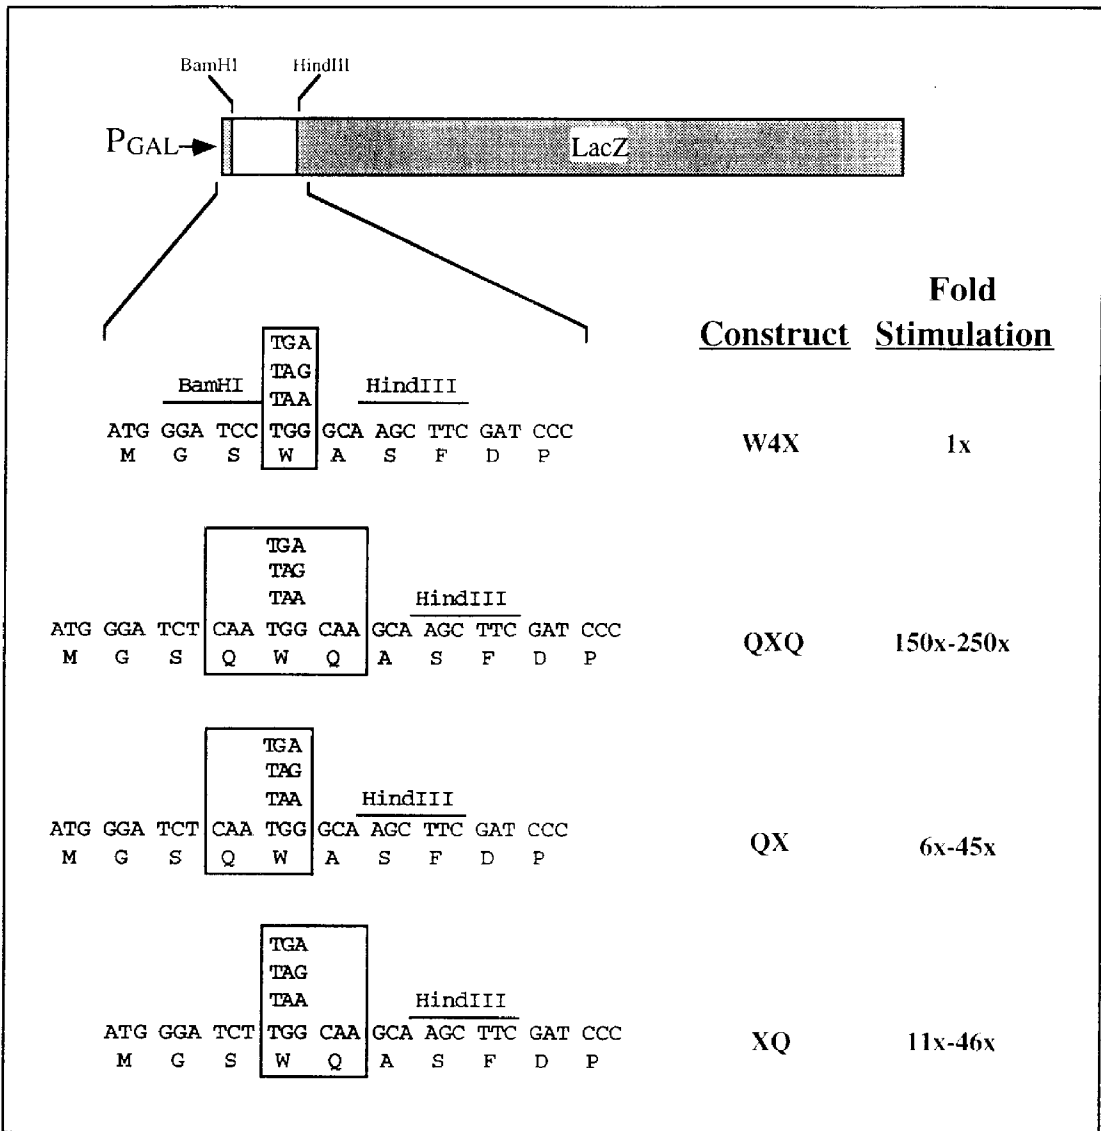 BamHI HindIII
PGAL LacZ
Fold
Construct Stimulation
TGA
TAG
BamHI TAA HindIII
ATG GGA TCC TGG GCA AGC TTC GAT CCC
M G S W A S F D P
W4X 1x
TGA
TAG
TAA HindIII
ATG GGA TCT CAA TGG CAA GCA AGC TTC GAT CCC
M G S Q W Q A S F D P
QXQ 150x-250x
TGA
TAG
TAA HindIII
ATG GGA TCT CAA TGG GCA AGC TTC GAT CCC
M G S Q W A S F D P
QX 6x-45x
TGA
TAG
TAA HindIII
ATG GGA TCT TGG CAA GCA AGC TTC GAT CCC
M G S W Q A S F D P
XQ 11x-46x